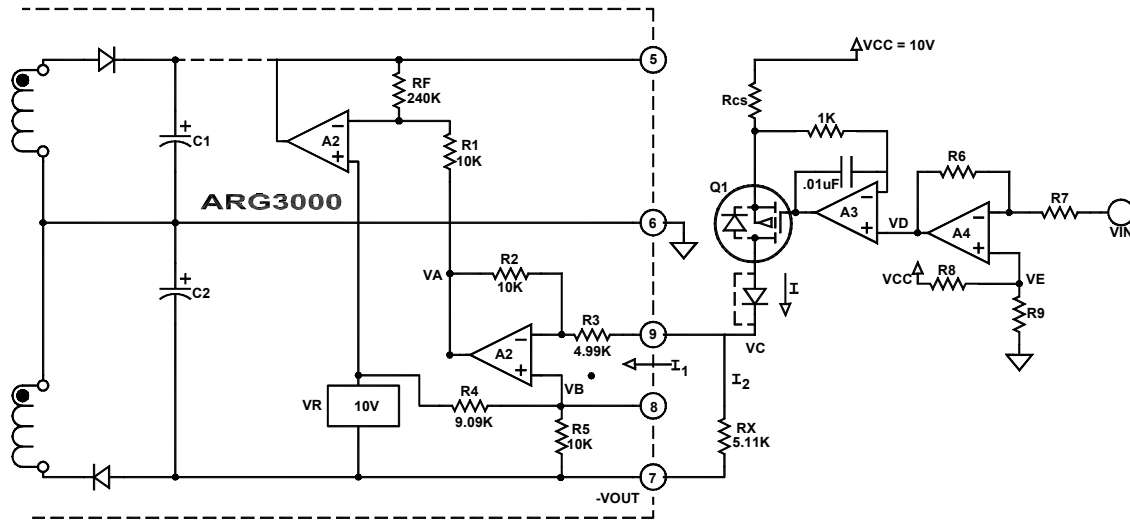 VCC = 10V
5
RF
240K
Rcs
1K
A2
R1
10K
C1
.01uF
R6
Q1
R7
ARG3000
A3
VD
A4
VIN
6
R2
10K
VA
C2
VCC
R8
VE
I
R9
R3
4.99K
9
VC
A2
I1
I2
VB
VR
10V
R4
9.09K
8
R5
10K
RX
5.11K
7
-VOUT